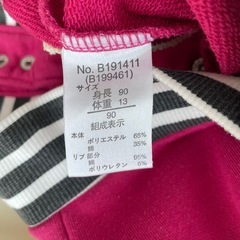 No. B191411
(B199461)
サイズ
身長 90
体重 13
90
組成表示
本体
ポリエステル 65%
綿 35%
リブ部分
綿 95%
ポリウレタン 5%